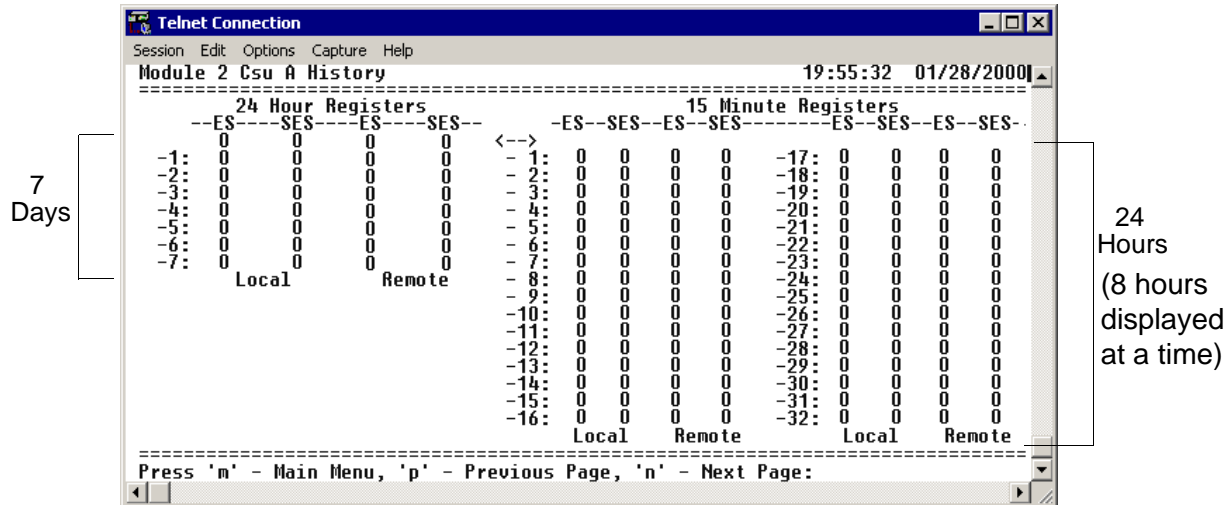 Telnet Connection
Session Edit Options Capture Help
Module 2 Csu A History 19:55:32 01/28/2000
===============================================================================
24 Hour Registers 15 Minute Registers
--ES----SES----ES----SES-- -ES--SES--ES--SES--------ES--SES--ES--SES-
0 0 0 0 <-->
-1: 0 0 0 0 - 1: 0 0 0 0 -17: 0 0 0 0
-2: 0 0 0 0 - 2: 0 0 0 0 -18: 0 0 0 0
-3: 0 0 0 0 - 3: 0 0 0 0 -19: 0 0 0 0
-4: 0 0 0 0 - 4: 0 0 0 0 -20: 0 0 0 0
-5: 0 0 0 0 - 5: 0 0 0 0 -21: 0 0 0 0
-6: 0 0 0 0 - 6: 0 0 0 0 -22: 0 0 0 0
-7: 0 0 0 0 - 7: 0 0 0 0 -23: 0 0 0 0
Local Remote - 8: 0 0 0 0 -24: 0 0 0 0
- 9: 0 0 0 0 -25: 0 0 0 0
-10: 0 0 0 0 -26: 0 0 0 0
-11: 0 0 0 0 -27: 0 0 0 0
-12: 0 0 0 0 -28: 0 0 0 0
-13: 0 0 0 0 -29: 0 0 0 0
-14: 0 0 0 0 -30: 0 0 0 0
-15: 0 0 0 0 -31: 0 0 0 0
-16: 0 0 0 0 -32: 0 0 0 0
Local Remote Local Remote
===============================================================================
Press 'm' - Main Menu, 'p' - Previous Page, 'n' - Next Page:
7
Days
24
Hours
(8 hours
displayed
at a time)